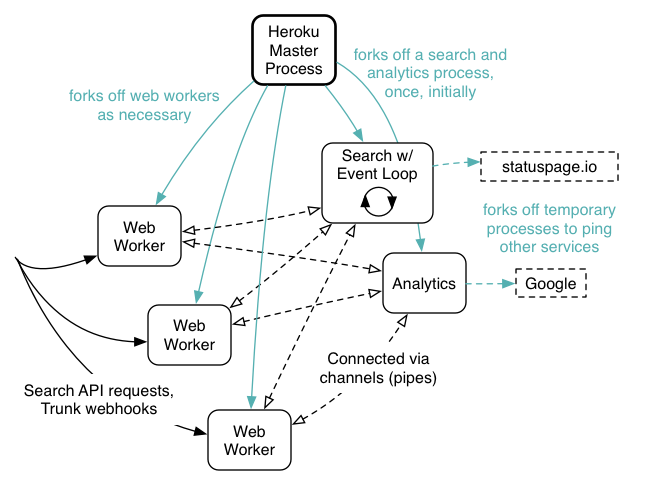 Heroku
Master
Process
forks off a search and
analytics process,
once, initially
forks off web workers
as necessary
Search w/
Event Loop
statuspage.io
forks off temporary
processes to ping
other services
Web
Worker
Analytics
Google
Web
Worker
Connected via
channels (pipes)
Search API requests,
Trunk webhooks
Web
Worker